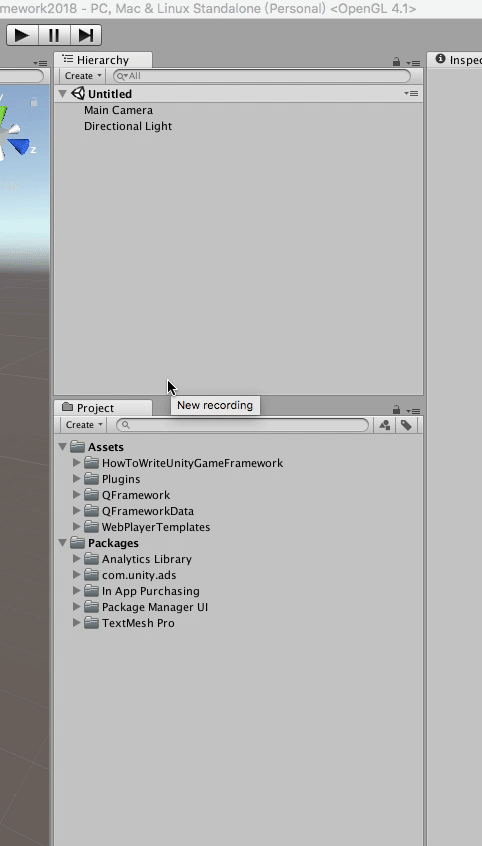 mework2018 - PC, Mac & Linux Standalone (Personal) <OpenGL 4.1>
Hierarchy
Inspec
Create
All
Untitled
Main Camera
Directional Light
z
New recording
Project
Create
Assets
HowToWriteUnityGameFramework
Plugins
QFramework
QFrameworkData
WebPlayerTemplates
Packages
Analytics Library
com.unity.ads
In App Purchasing
Package Manager UI
TextMesh Pro